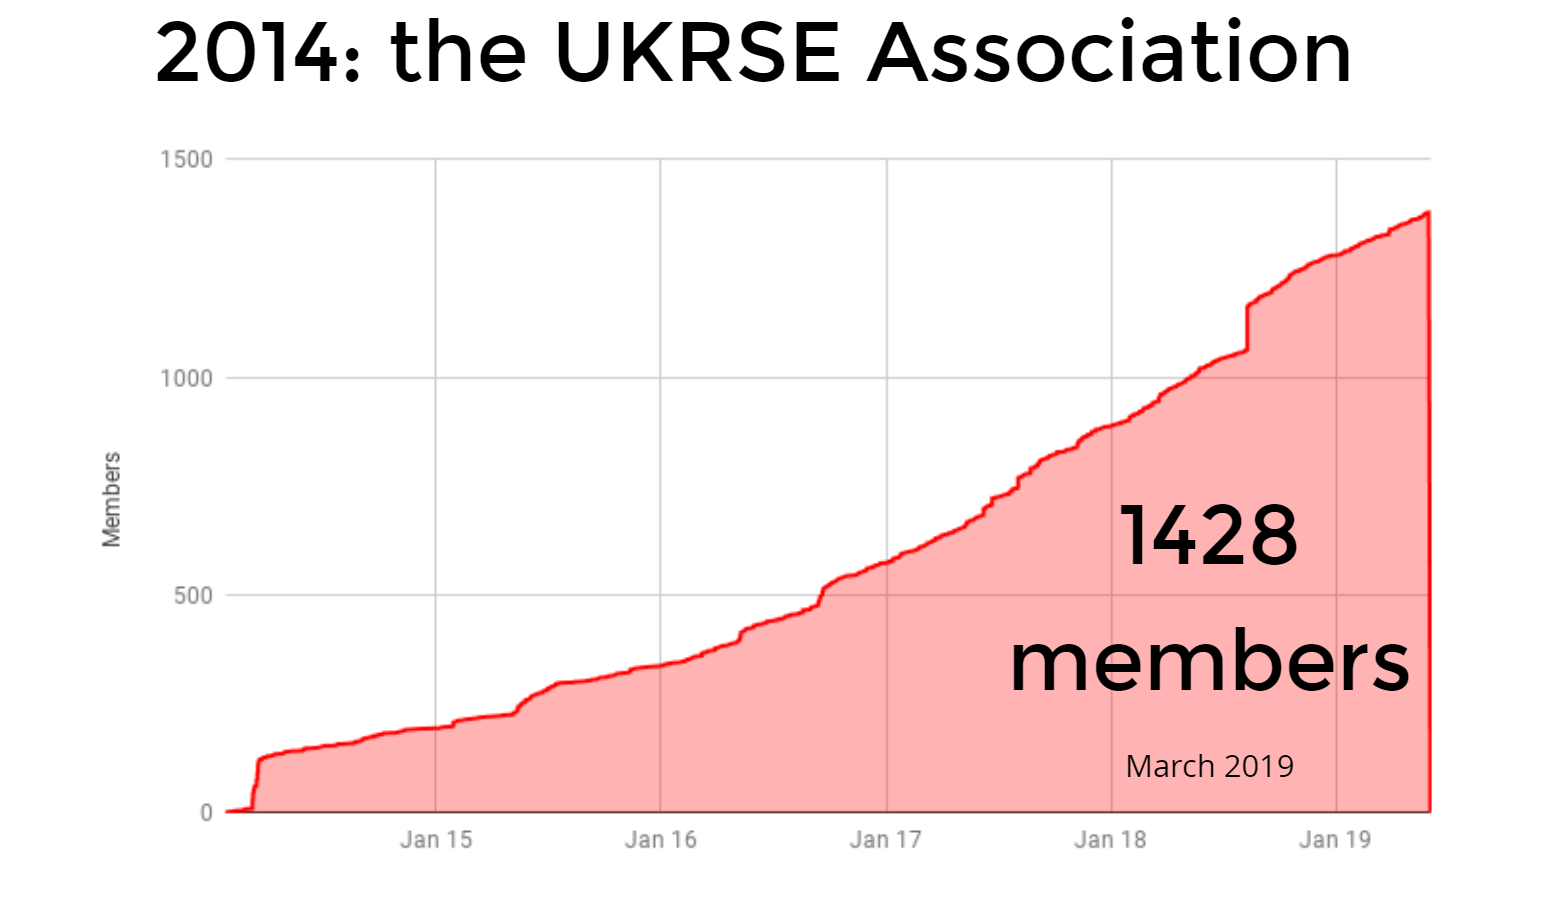 2014: the UKRSE Association
1500
1000
500
0
Members
Jan 15
Jan 16
Jan 17
Jan 18
Jan 19
1428
members
March 2019